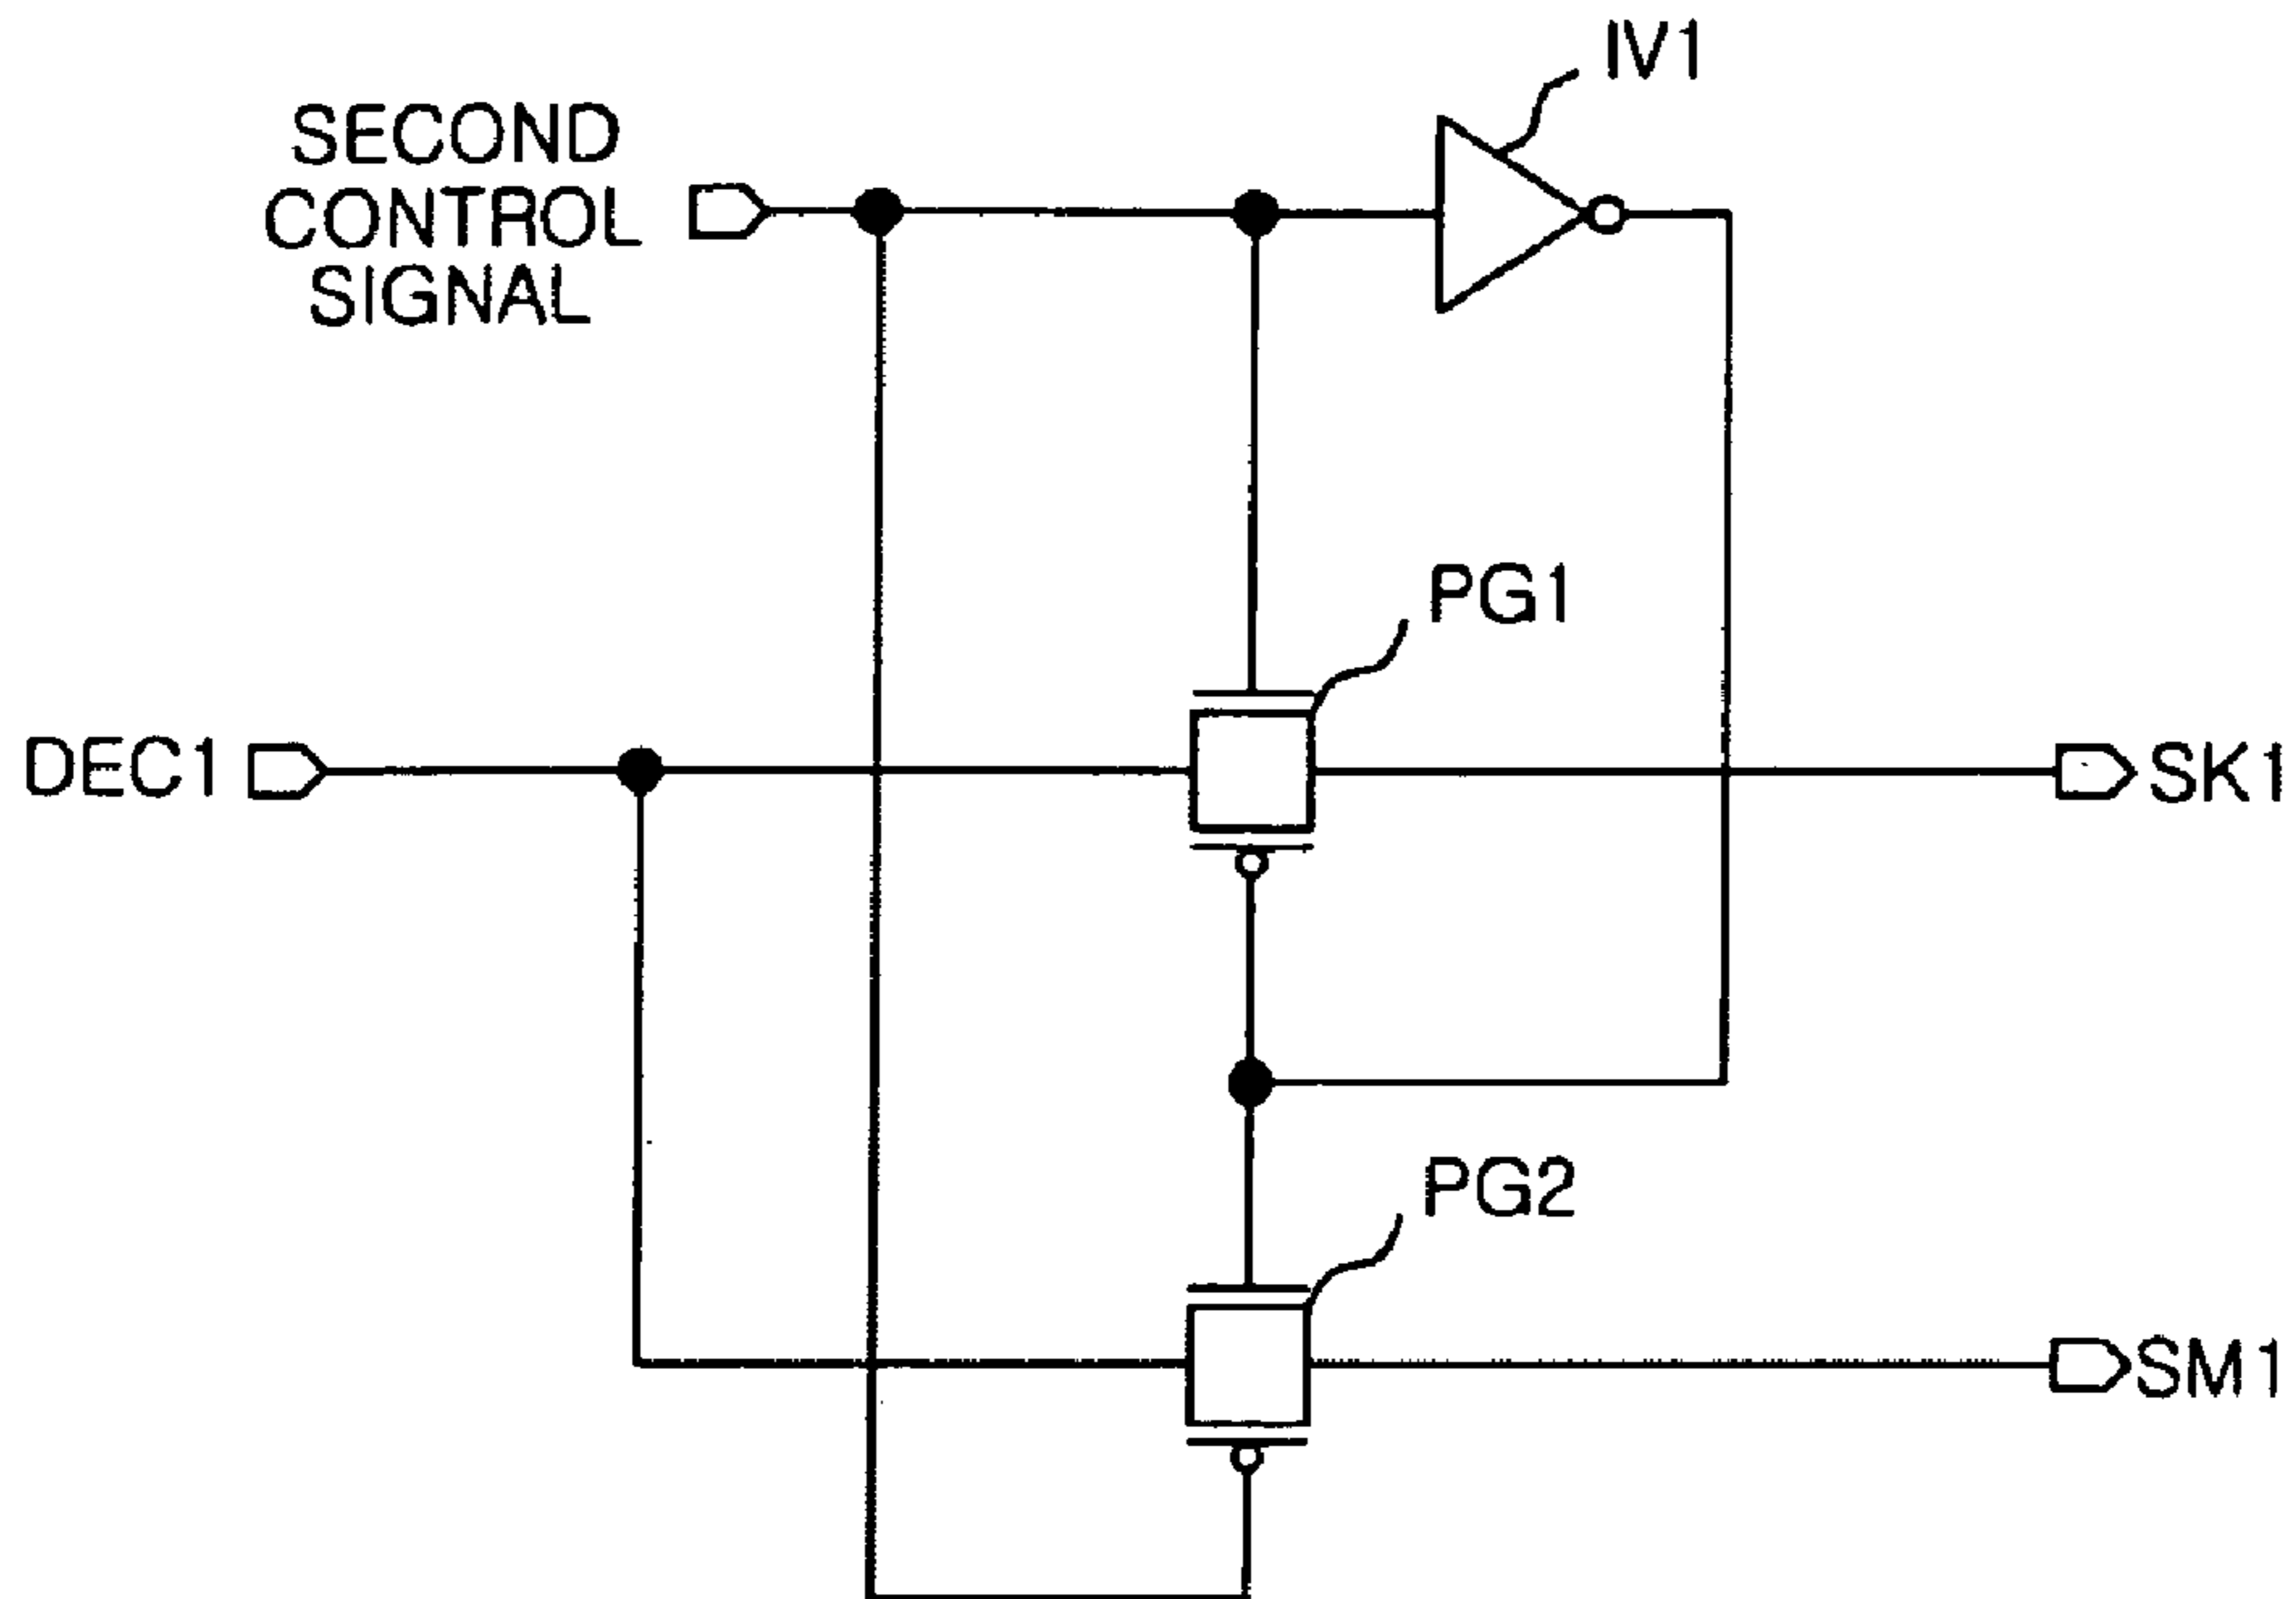 IV1
SECOND
CONTROL
SIGNAL
PG1
DEC1
SK1
PG2
SM1